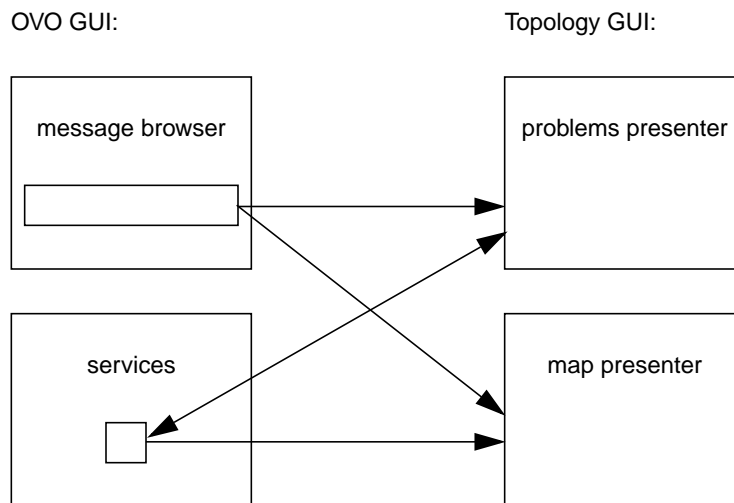 OVO GUI:
Topology GUI:
message browser
problems presenter
services
map presenter